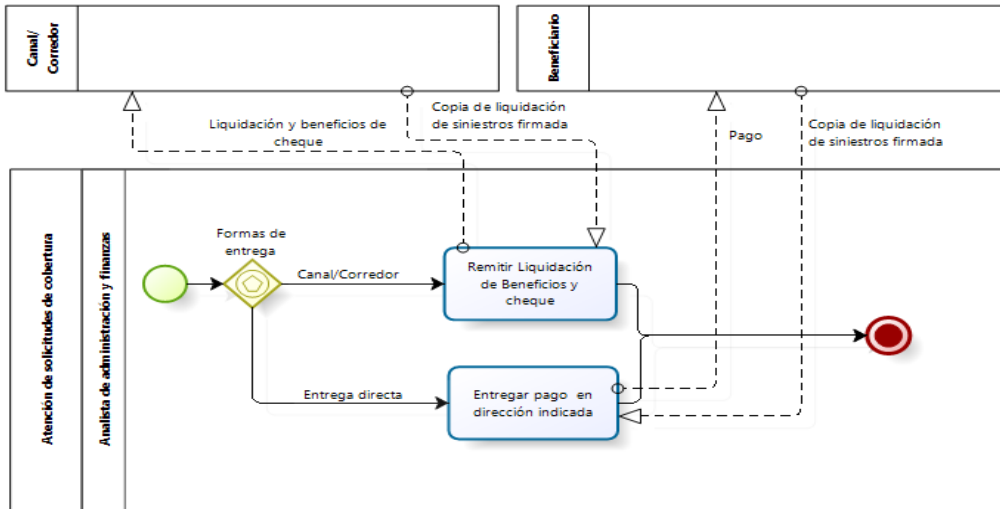 Canal/
Corredor
Beneficiario
Copia de liquidación
de siniestros firmada
Liquidación y beneficios de
cheque
Pago
Copia de liquidación
de siniestros firmada
Atención de solicitudes de cobertura
Analista de administración y finanzas
Formas de
entrega
Canal/Corredor
Remitir Liquidación
de Beneficios y
cheque
Entrega directa
Entregar pago en
dirección indicada